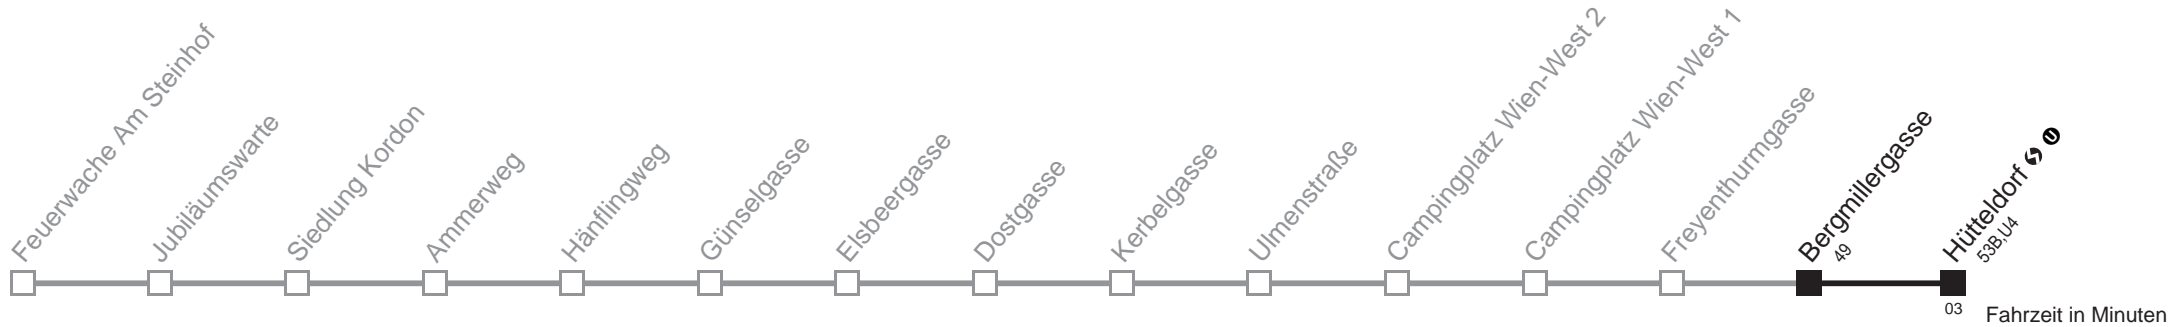 Feuerwache Am Steinhof
Jubiläumswarte
Siedlung Kordon
Ammerweg
Hänflingweg
Günselgasse
Elsbeergasse
Dostgasse
Kerbelgasse
Ulmenstraße
Campingplatz Wien-West 2
Campingplatz Wien-West 1
Freyenthurmgasse
Bergmillergasse
49
Hütteldorf U
53B,U4
03
Fahrzeit in Minuten